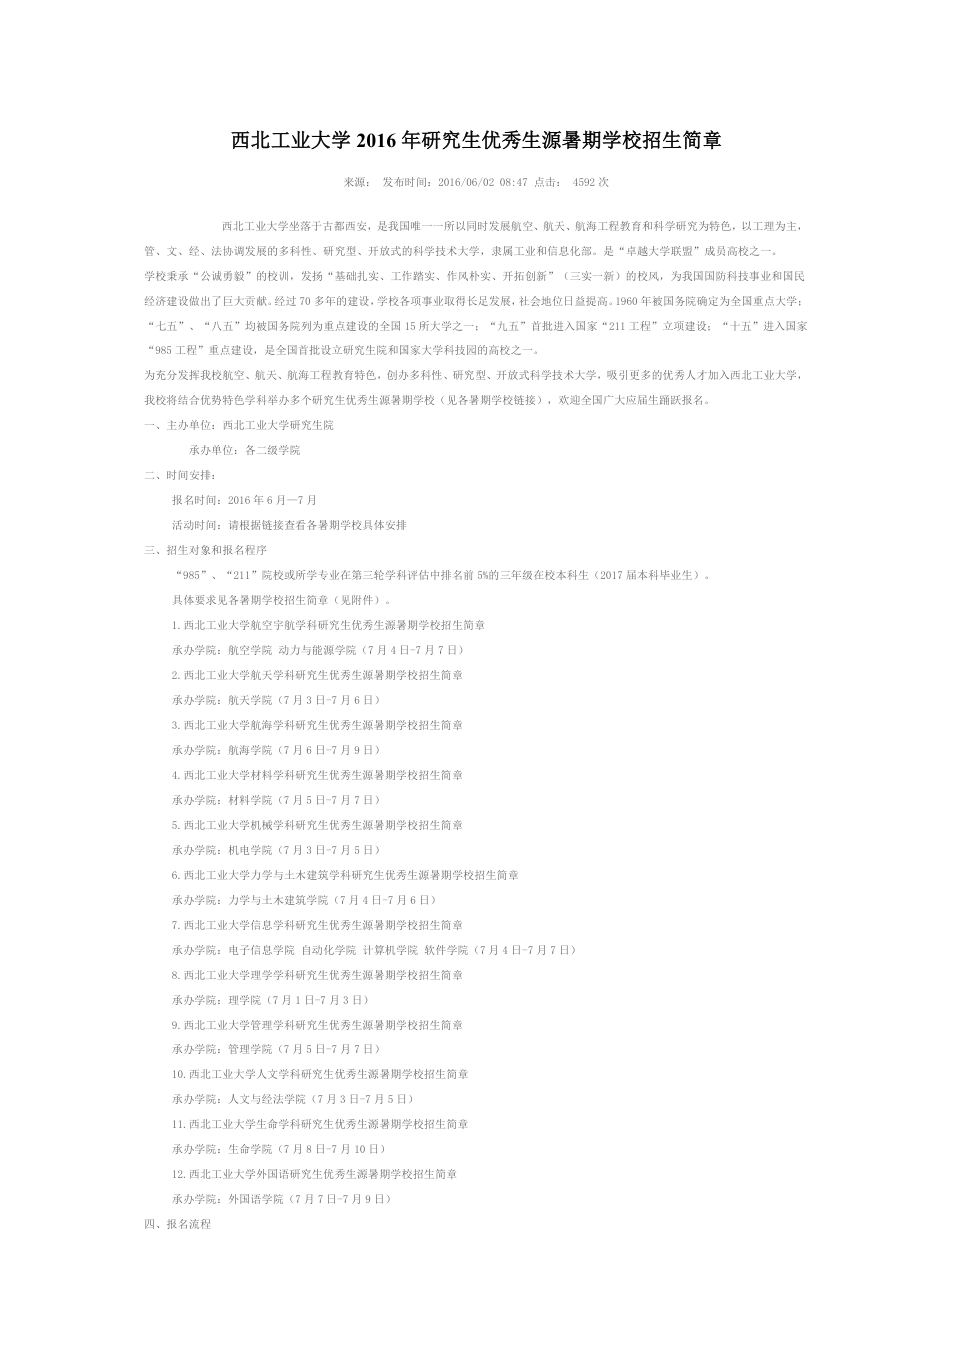 西北工业大学 2016 年研究生优秀生源暑期学校招生简章
来源： 发布时间：2016/06/02 08:47 点击： 4592 次
西北工业大学坐落于古都西安，是我国唯一一所以同时发展航空、航天、航海工程教育和科学研究为特色，以工理为主，
管、文、经、法协调发展的多科性、研究型、开放式的科学技术大学，隶属工业和信息化部。是“卓越大学联盟”成员高校之一。
学校秉承“公诚勇毅”的校训，发扬“基础扎实、工作踏实、作风朴实、开拓创新”（三实一新）的校风，为我国国防科技事业和国民
经济建设做出了巨大贡献。经过 70 多年的建设，学校各项事业取得长足发展，社会地位日益提高。1960 年被国务院确定为全国重点大学；
“七五”、“八五”均被国务院列为重点建设的全国 15 所大学之一；“九五”首批进入国家“211 工程”立项建设；“十五”进入国家
“985 工程”重点建设，是全国首批设立研究生院和国家大学科技园的高校之一。
为充分发挥我校航空、航天、航海工程教育特色，创办多科性、研究型、开放式科学技术大学，吸引更多的优秀人才加入西北工业大学，
我校将结合优势特色学科举办多个研究生优秀生源暑期学校（见各暑期学校链接），欢迎全国广大应届生踊跃报名。
一、主办单位：西北工业大学研究生院
承办单位：各二级学院
二、时间安排：
报名时间：2016 年 6 月—7 月
活动时间：请根据链接查看各暑期学校具体安排
三、招生对象和报名程序
“985”、“211”院校或所学专业在第三轮学科评估中排名前 5%的三年级在校本科生（2017 届本科毕业生）。
具体要求见各暑期学校招生简章（见附件）。
1.西北工业大学航空宇航学科研究生优秀生源暑期学校招生简章
承办学院：航空学院 动力与能源学院（7 月 4 日-7 月 7 日）
2.西北工业大学航天学科研究生优秀生源暑期学校招生简章
承办学院：航天学院（7 月 3 日-7 月 6 日）
3.西北工业大学航海学科研究生优秀生源暑期学校招生简章
承办学院：航海学院（7 月 6 日-7 月 9 日）
4.西北工业大学材料学科研究生优秀生源暑期学校招生简章
承办学院：材料学院（7 月 5 日-7 月 7 日）
5.西北工业大学机械学科研究生优秀生源暑期学校招生简章
承办学院：机电学院（7 月 3 日-7 月 5 日）
6.西北工业大学力学与土木建筑学科研究生优秀生源暑期学校招生简章
承办学院：力学与土木建筑学院（7 月 4 日-7 月 6 日）
7.西北工业大学信息学科研究生优秀生源暑期学校招生简章
承办学院：电子信息学院 自动化学院 计算机学院 软件学院（7 月 4 日-7 月 7 日）
8.西北工业大学理学学科研究生优秀生源暑期学校招生简章
承办学院：理学院（7 月 1 日-7 月 3 日）
9.西北工业大学管理学科研究生优秀生源暑期学校招生简章
承办学院：管理学院（7 月 5 日-7 月 7 日）
10.西北工业大学人文学科研究生优秀生源暑期学校招生简章
承办学院：人文与经法学院（7 月 3 日-7 月 5 日）
11.西北工业大学生命学科研究生优秀生源暑期学校招生简章
承办学院：生命学院（7 月 8 日-7 月 10 日）
12.西北工业大学外国语研究生优秀生源暑期学校招生简章
承办学院：外国语学院（7 月 7 日-7 月 9 日）
四、报名流程